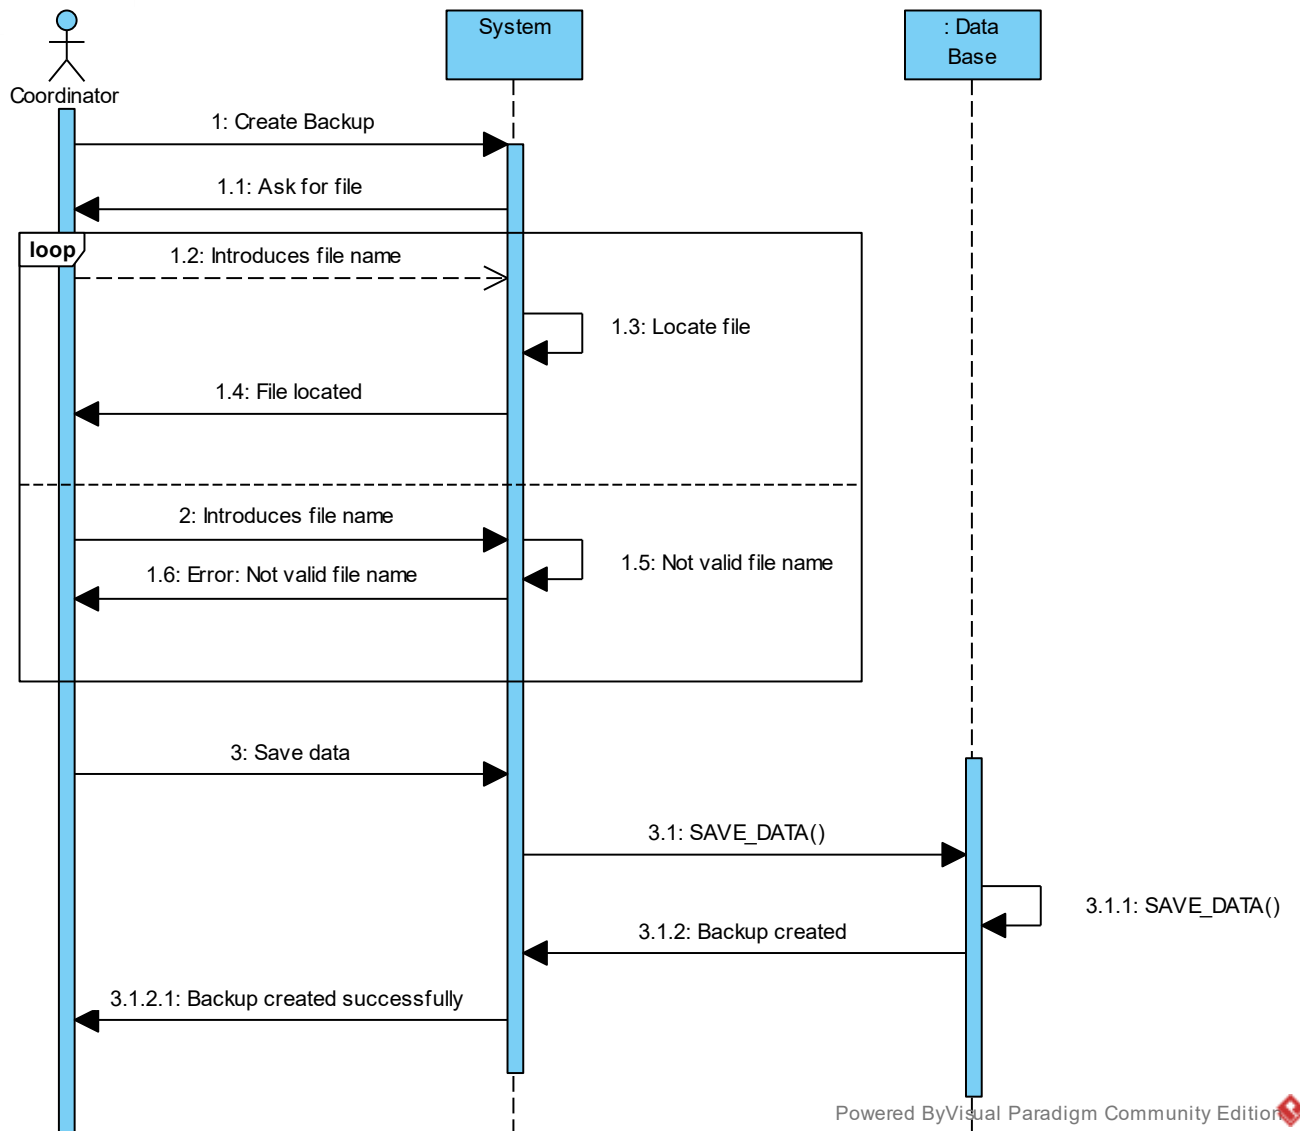 System
: Data
Base
Coordinator
1: Create Backup
1.1: Ask for file
loop
1.2: Introduces file name
1.3: Locate file
1.4: File located
2: Introduces file name
1.5: Not valid file name
1.6: Error: Not valid file name
3: Save data
3.1: SAVE_DATA()
3.1.1: SAVE_DATA()
3.1.2: Backup created
3.1.2.1: Backup created successfully
Powered ByVisual Paradigm Community Edition